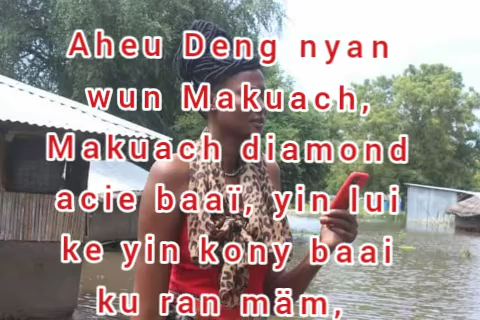 Aheu Deng nyan
wun Makuach,
Makuach diamond
acie baaï, yin lui
ke yin kony baai
ku ran mäm,